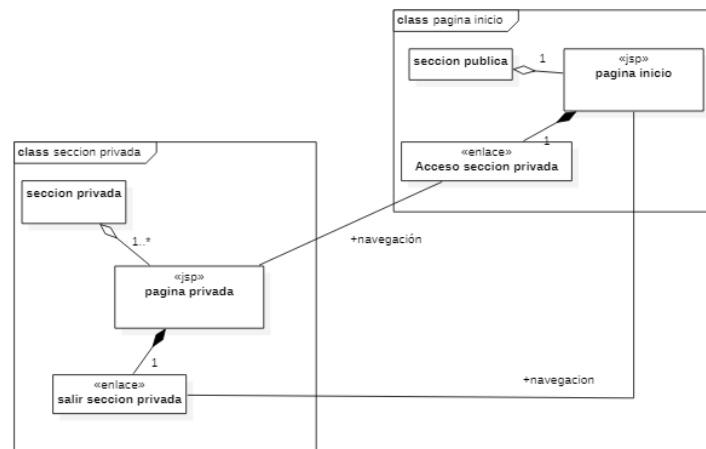 class pagina inicio
seccion publica
1
«jsp»
pagina inicio
1
«enlace»
Acceso seccion privada
class seccion privada
seccion privada
1..*
+navegación
«jsp»
pagina privada
1
«enlace»
salir seccion privada
+navegacion